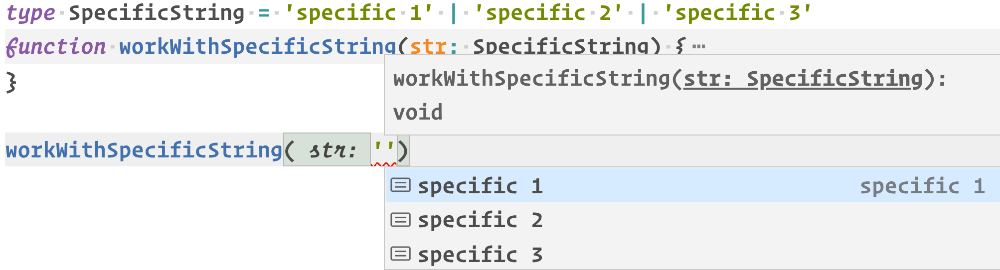 type SpecificString = 'specific 1' | 'specific 2' | 'specific 3'
function workWithSpecificString(str: SpecificString) { …
}
workWithSpecificString(str: SpecificString):
void
workWithSpecificString( str: '')
specific 1 specific 1
specific 2
specific 3